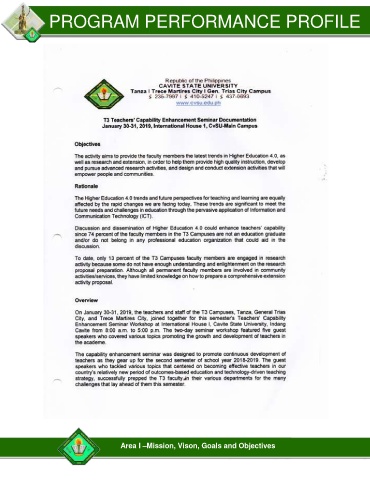 PROGRAM PERFORMANCE PROFILE
Republic of the Philippines
CAVITE STATE UNIVERSITY
Tanza I Trece Martires City I Gen. Trias City Campus
www.cvsu.edu.ph
T3 Teachers' Capability Enhancement Seminar Documentation
January 30-31, 2019, International House 1, CvSU-Main Campus
Objectives
The activity aims to provide the faculty members the latest trends in Higher Education 4.0, as
well as research and extension, in order to help them provide high quality instruction, develop
and pursue advanced research activities, and design and conduct extension activities that will
empower people and communities.
Rationale
The Higher Education 4.0 trends and future perspectives for teaching and learning are equally
affected by the rapid changes we are facing today. These trends are significant to meet the
future needs and challenges in education through the pervasive application of Information and
Communication Technology (ICT).
Discussion and dissemination of Higher Education 4.0 could enhance teachers' capability
since 74 percent of the faculty members in the T3 Campuses are not an education graduate
and/or do not belong in any professional education organization that could aid in the
discussion.
To date, only 13 percent of the T3 Campuses faculty members are engaged in research
activity because some do not have enough understanding and enlightenment on the research
proposal preparation. Although all permanent faculty members are involved in community
activities/services, they have limited knowledge on how to prepare a comprehensive extension
activity proposal.
Overview
On January 30-31, 2019, the teachers and staff of the T3 Campuses, Tanza, General Trias
City, and Trece Martires City, joined together for this semester's Teachers' Capability
Enhancement Seminar Workshop at International House I, Cavite State University, Indang
Cavite from 8:00 a.m. to 5:00 p.m. The two-day seminar workshop featured five guest
speakers who covered various topics promoting the growth and development of teachers in
the academe.
The capability enhancement seminar was designed to promote continuous development of
teachers as they gear up for the second semester of school year 2018-2019. The guest
speakers who tackled various topics that centered on becoming effective teachers in our
country's relatively new period of outcomes-based education and technology-driven teaching
strategy, successfully prepped the T3 faculty in their various departments for the many
challenges that lay ahead of them this semester.
Area I –Mission, Vison, Goals and Objectives